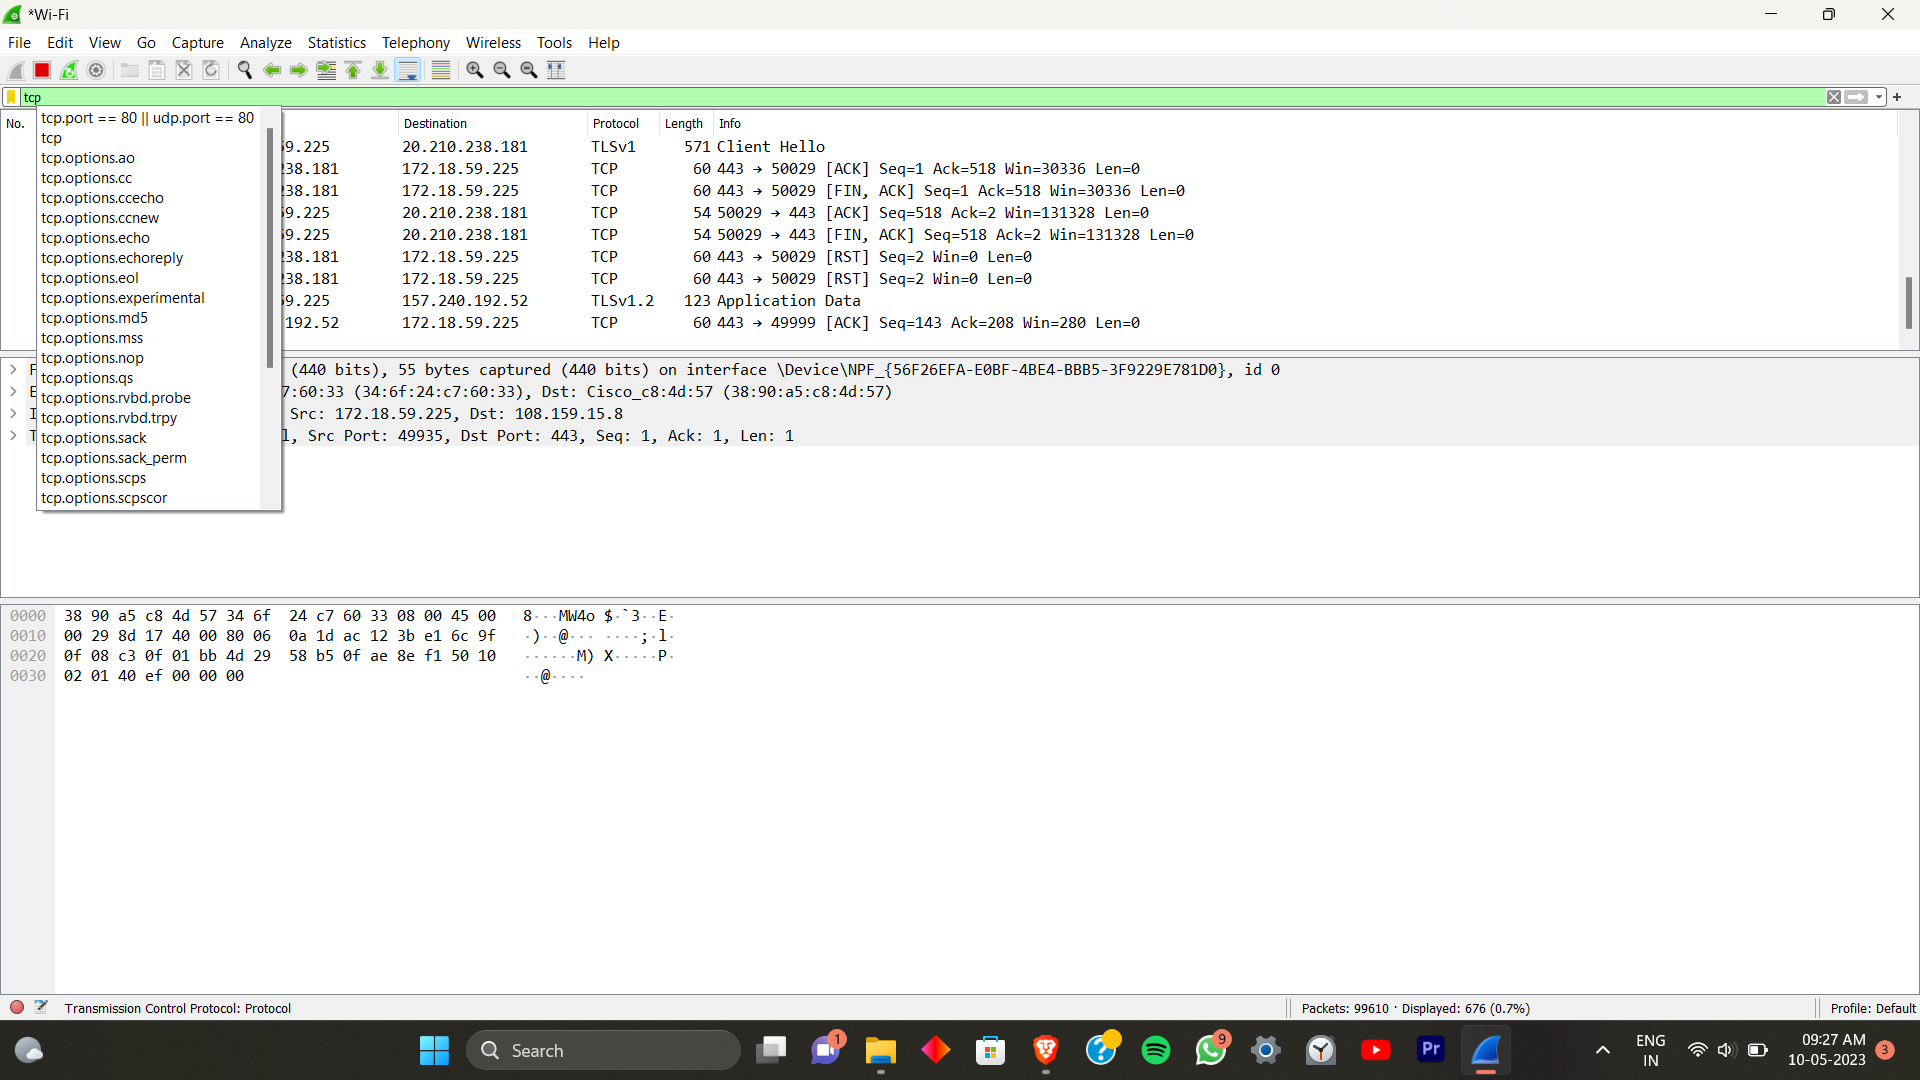 *Wi-Fi
File Edit View Go Capture Analyze Statistics Telephony Wireless Tools Help
tcp
tcp.port == 80 || udp.port == 80
tcp
tcp.options.ao
tcp.options.cc
tcp.options.ccecho
tcp.options.ccnew
tcp.options.echo
tcp.options.echoreply
tcp.options.eol
tcp.options.experimental
tcp.options.md5
tcp.options.mss
tcp.options.nop
tcp.options.qs
tcp.options.rvbd.probe
tcp.options.rvbd.trpy
tcp.options.sack
tcp.options.sack_perm
tcp.options.scps
tcp.options.scpscor
No. Destination Protocol Length Info
9.225 20.210.238.181 TLSv1 571 Client Hello
38.181 172.18.59.225 TCP 60 443 → 50029 [ACK] Seq=1 Ack=518 Win=30336 Len=0
38.181 172.18.59.225 TCP 60 443 → 50029 [FIN, ACK] Seq=1 Ack=518 Win=30336 Len=0
9.225 20.210.238.181 TCP 54 50029 → 443 [ACK] Seq=518 Ack=2 Win=131328 Len=0
9.225 20.210.238.181 TCP 54 50029 → 443 [FIN, ACK] Seq=518 Ack=2 Win=131328 Len=0
38.181 172.18.59.225 TCP 60 443 → 50029 [RST] Seq=2 Win=0 Len=0
38.181 172.18.59.225 TCP 60 443 → 50029 [RST] Seq=2 Win=0 Len=0
9.225 157.240.192.52 TLSv1.2 123 Application Data
192.52 172.18.59.225 TCP 60 443 → 49999 [ACK] Seq=143 Ack=208 Win=280 Len=0
(440 bits), 55 bytes captured (440 bits) on interface \Device\NPF_{56F26EFA-E0BF-4BE4-BBB5-3F9229E781D0}, id 0
7:60:33 (34:6f:24:c7:60:33), Dst: Cisco_c8:4d:57 (38:90:a5:c8:4d:57)
Src: 172.18.59.225, Dst: 108.159.15.8
l, Src Port: 49935, Dst Port: 443, Seq: 1, Ack: 1, Len: 1
0000 38 90 a5 c8 4d 57 34 6f 24 c7 60 33 08 00 45 00 8···MW4o $·`3··E·
0010 00 29 8d 17 40 00 80 06 0a 1d ac 12 3b e1 6c 9f ·)··@··· ····;·l·
0020 0f 08 c3 0f 01 bb 4d 29 58 b5 0f ae 8e f1 50 10 ······M) X·····P·
0030 02 01 40 ef 00 00 00 ··@····
Transmission Control Protocol: Protocol
Packets: 99610 · Displayed: 676 (0.7%)
Profile: Default
Search
1
9
Pr
ENG
IN
09:27 AM
10-05-2023
3